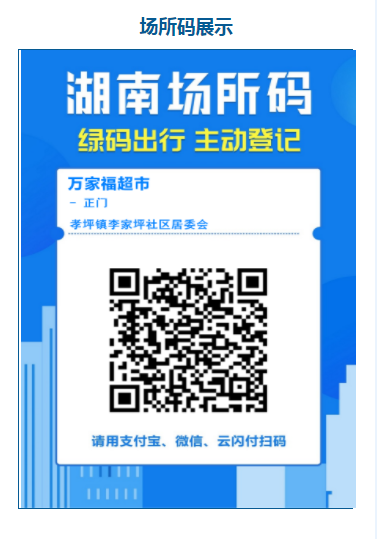 场所码展示
湖南场所码
绿码出行 主动登记
万家福超市
- 正门
孝坪镇李家坪社区居委会
请用支付宝、微信、云闪付扫码